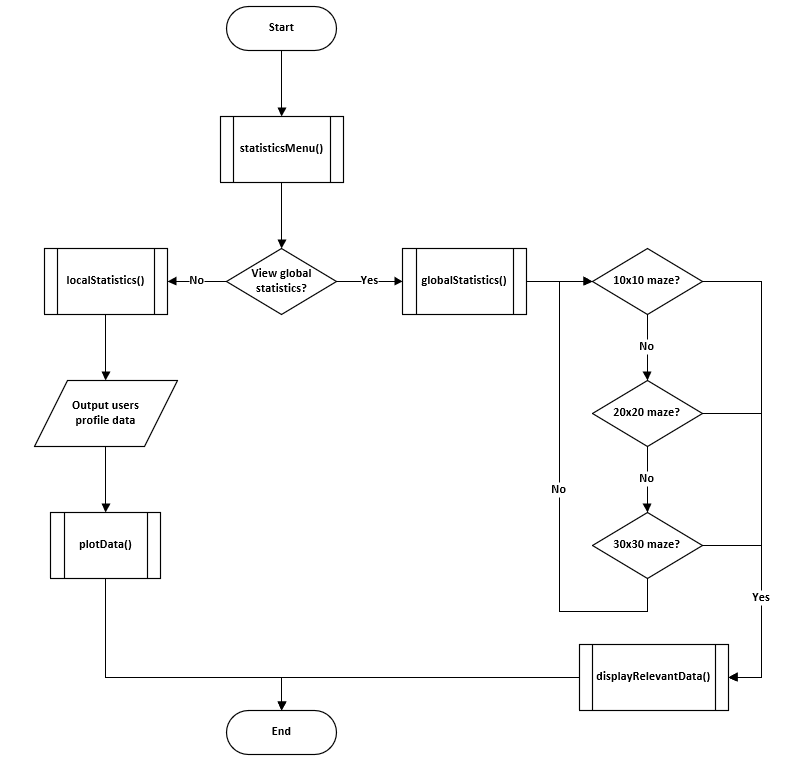 Start
statisticsMenu()
localStatistics()
No
View global
statistics?
Yes
globalStatistics()
10x10 maze?
No
Output users
profile data
20x20 maze?
No
No
plotData()
30x30 maze?
Yes
displayRelevantData()
End